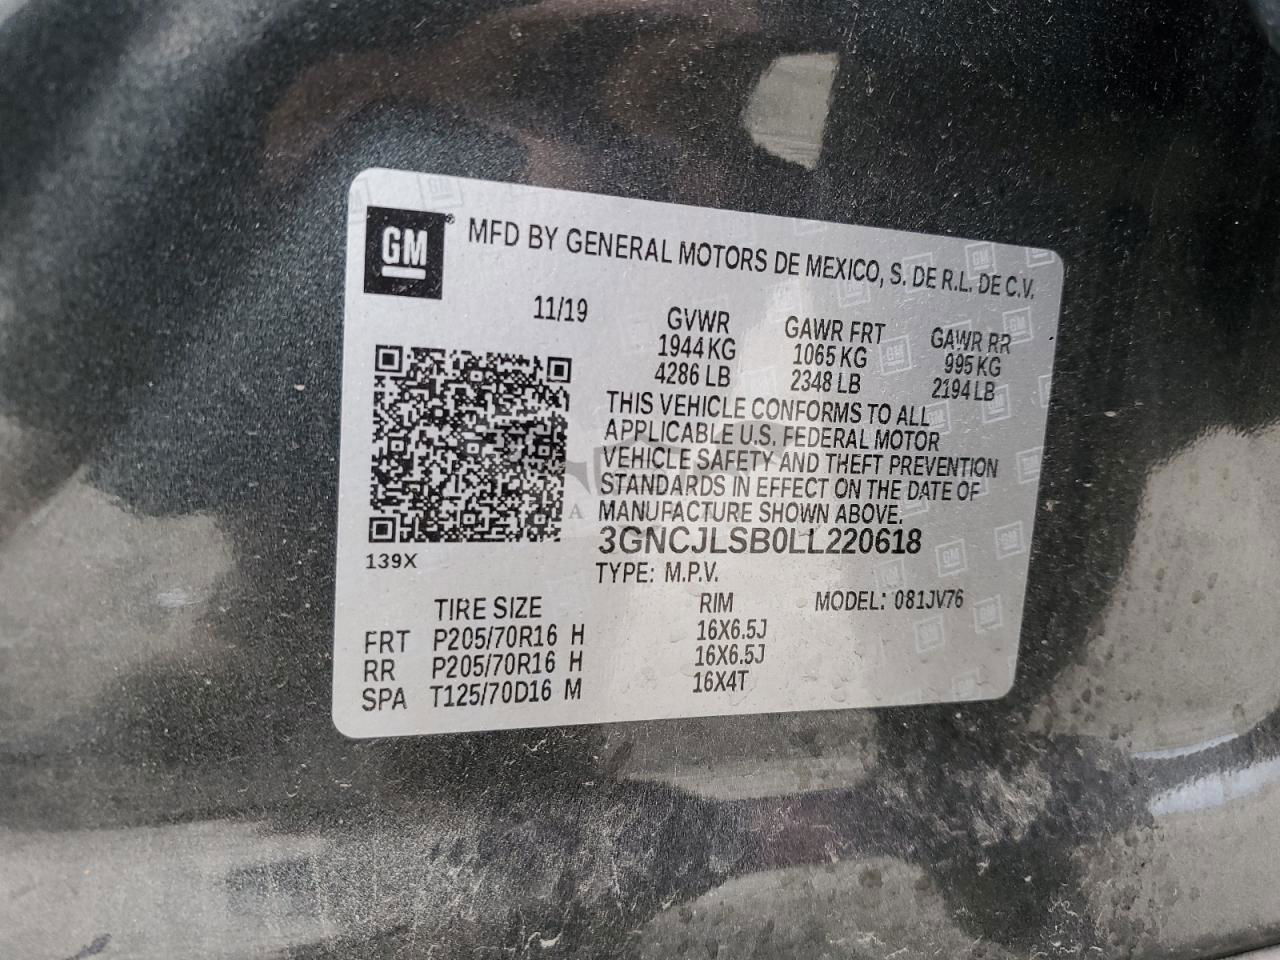 GM® MFD BY GENERAL MOTORS DE MEXICO, S. DE R.L. DE C.V.
11/19 GVWR GAWR FRT GAWR RR
1944 KG 1065 KG 995 KG
4286 LB 2348 LB 2194 LB
THIS VEHICLE CONFORMS TO ALL
APPLICABLE U.S. FEDERAL MOTOR
VEHICLE SAFETY AND THEFT PREVENTION
STANDARDS IN EFFECT ON THE DATE OF
MANUFACTURE SHOWN ABOVE.
3GNCJLSB0LL220618
139X
TYPE: M.P.V.
TIRE SIZE RIM MODEL: 081JV76
FRT P205/70R16 H 16X6.5J
RR P205/70R16 H 16X6.5J
SPA T125/70D16 M 16X4T